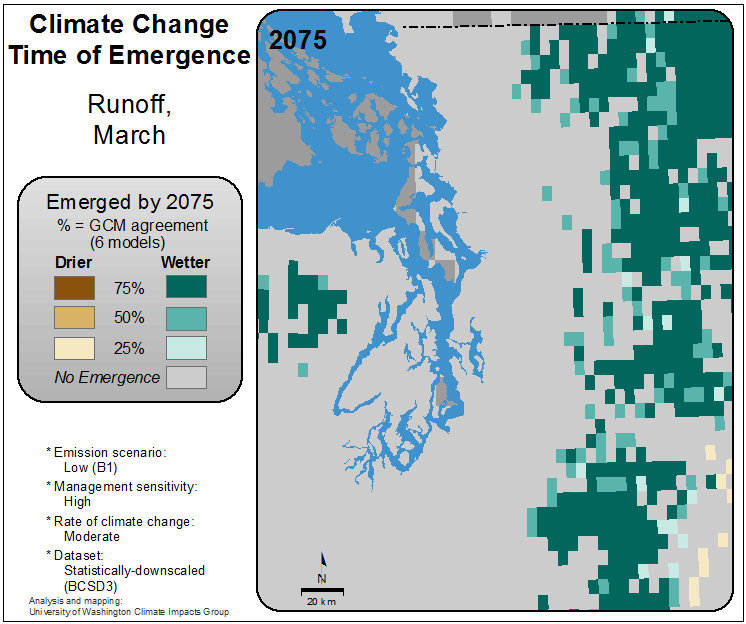 Climate Change
Time of Emergence
Runoff,
March
Emerged by 2075
% = GCM agreement
(6 models)
Drier Wetter
75%
50%
25%
No Emergence
* Emission scenario:
Low (B1)
* Management sensitivity:
High
* Rate of climate change:
Moderate
* Dataset:
Statistically-downscaled
(BCSD3)
Analysis and mapping:
University of Washington Climate Impacts Group
2075
N
20 km